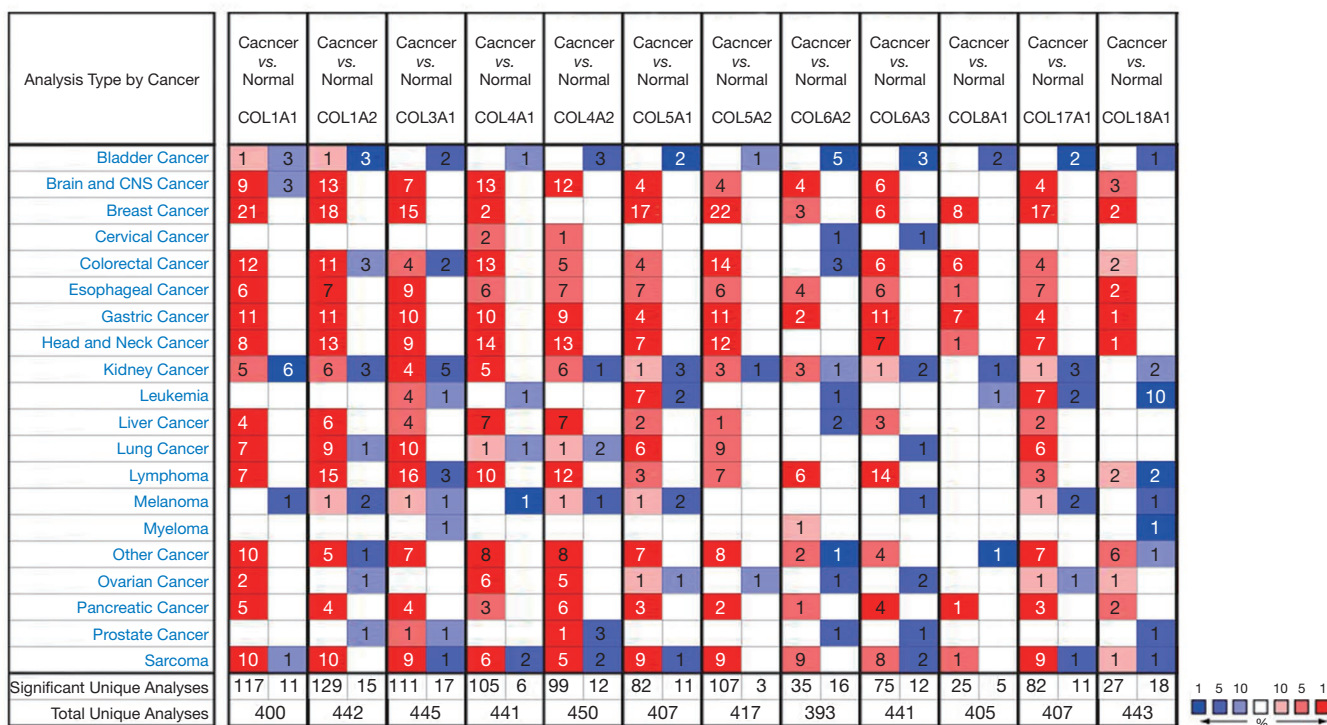 Cacncer Cacncer Cacncer Cacncer Cacncer Cacncer Cacncer Cacncer Cacncer Cacncer Cacncer Cacncer
vs. vs. vs. vs. vs. vs. vs. vs. vs. vs. vs. vs.
Analysis Type by Cancer Normal Normal Normal Normal Normal Normal Normal Normal Normal Normal Normal Normal
COL1A1 COL1A2 COL3A1 COL4A1 COL4A2 COL5A1 COL5A2 COL6A2 COL6A3 COL8A1 COL17A1 COL18A1
Bladder Cancer 1 3 1 3 2 1 3 2 1 5 3 2 2 1
Brain and CNS Cancer 9 3 13 7 13 12 4 4 4 6 4 3
Breast Cancer 21 18 15 2 17 22 3 6 8 17 2
Cervical Cancer 2 1 1 1
Colorectal Cancer 12 11 3 4 2 13 5 4 14 3 6 6 4 2
Esophageal Cancer 6 7 9 6 7 7 6 4 6 1 7 2
Gastric Cancer 11 11 10 10 9 4 11 2 11 7 4 1
Head and Neck Cancer 8 13 9 14 13 7 12 7 1 7 1
Kidney Cancer 5 6 6 3 4 5 5 6 1 1 3 3 1 3 1 1 2 1 1 3 2
Leukemia 4 1 1 7 2 2 1 7 2 10
Liver Cancer 4 6 4 7 7 2 1 2 3 2
Lung Cancer 7 9 1 10 1 1 1 2 6 9 1 6
Lymphoma 7 15 16 3 10 12 3 7 6 14 3 2 2
Melanoma 1 1 2 1 1 1 1 1 1 2 1 1 2 1
Myeloma 1 1 1
Other Cancer 10 5 1 7 8 8 7 8 2 1 4 1 7 6 1
Ovarian Cancer 2 1 6 5 1 1 1 1 2 1 1 1
Pancreatic Cancer 5 4 4 3 6 3 2 1 4 1 3 2
Prostate Cancer 1 1 1 1 3 1 1 1
Sarcoma 10 1 10 9 1 6 2 5 2 9 1 9 9 8 2 1 9 1 1 1
Significant Unique Analyses 117 11 129 15 111 17 105 6 99 12 82 11 107 3 35 16 75 12 25 5 82 11 27 18
Total Unique Analyses 400 442 445 441 450 407 417 393 441 405 407 443
1 5 10 10 5 1
%